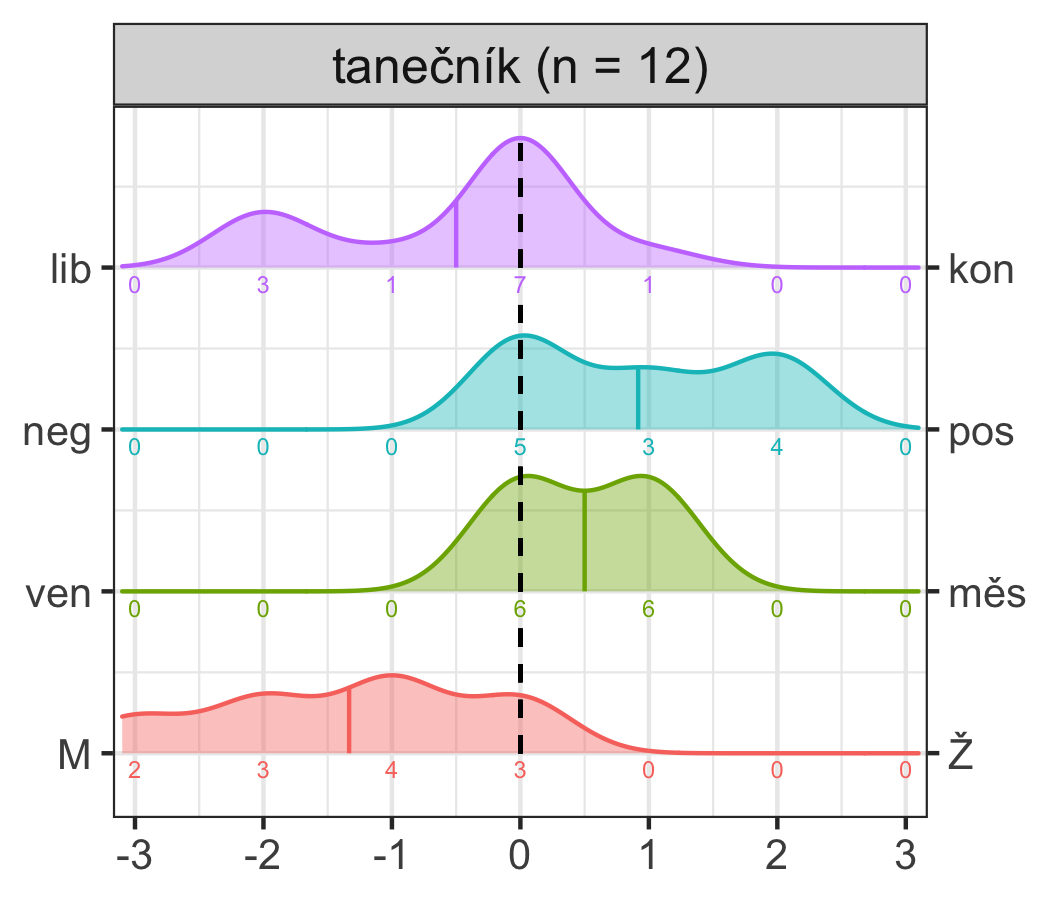 tanečník (n = 12)
lib kon
0 3 1 7 1 0 0
neg pos
0 0 0 5 3 4 0
ven měs
0 0 0 6 6 0 0
M Ž
2 3 4 3 0 0 0
-3 -2 -1 0 1 2 3